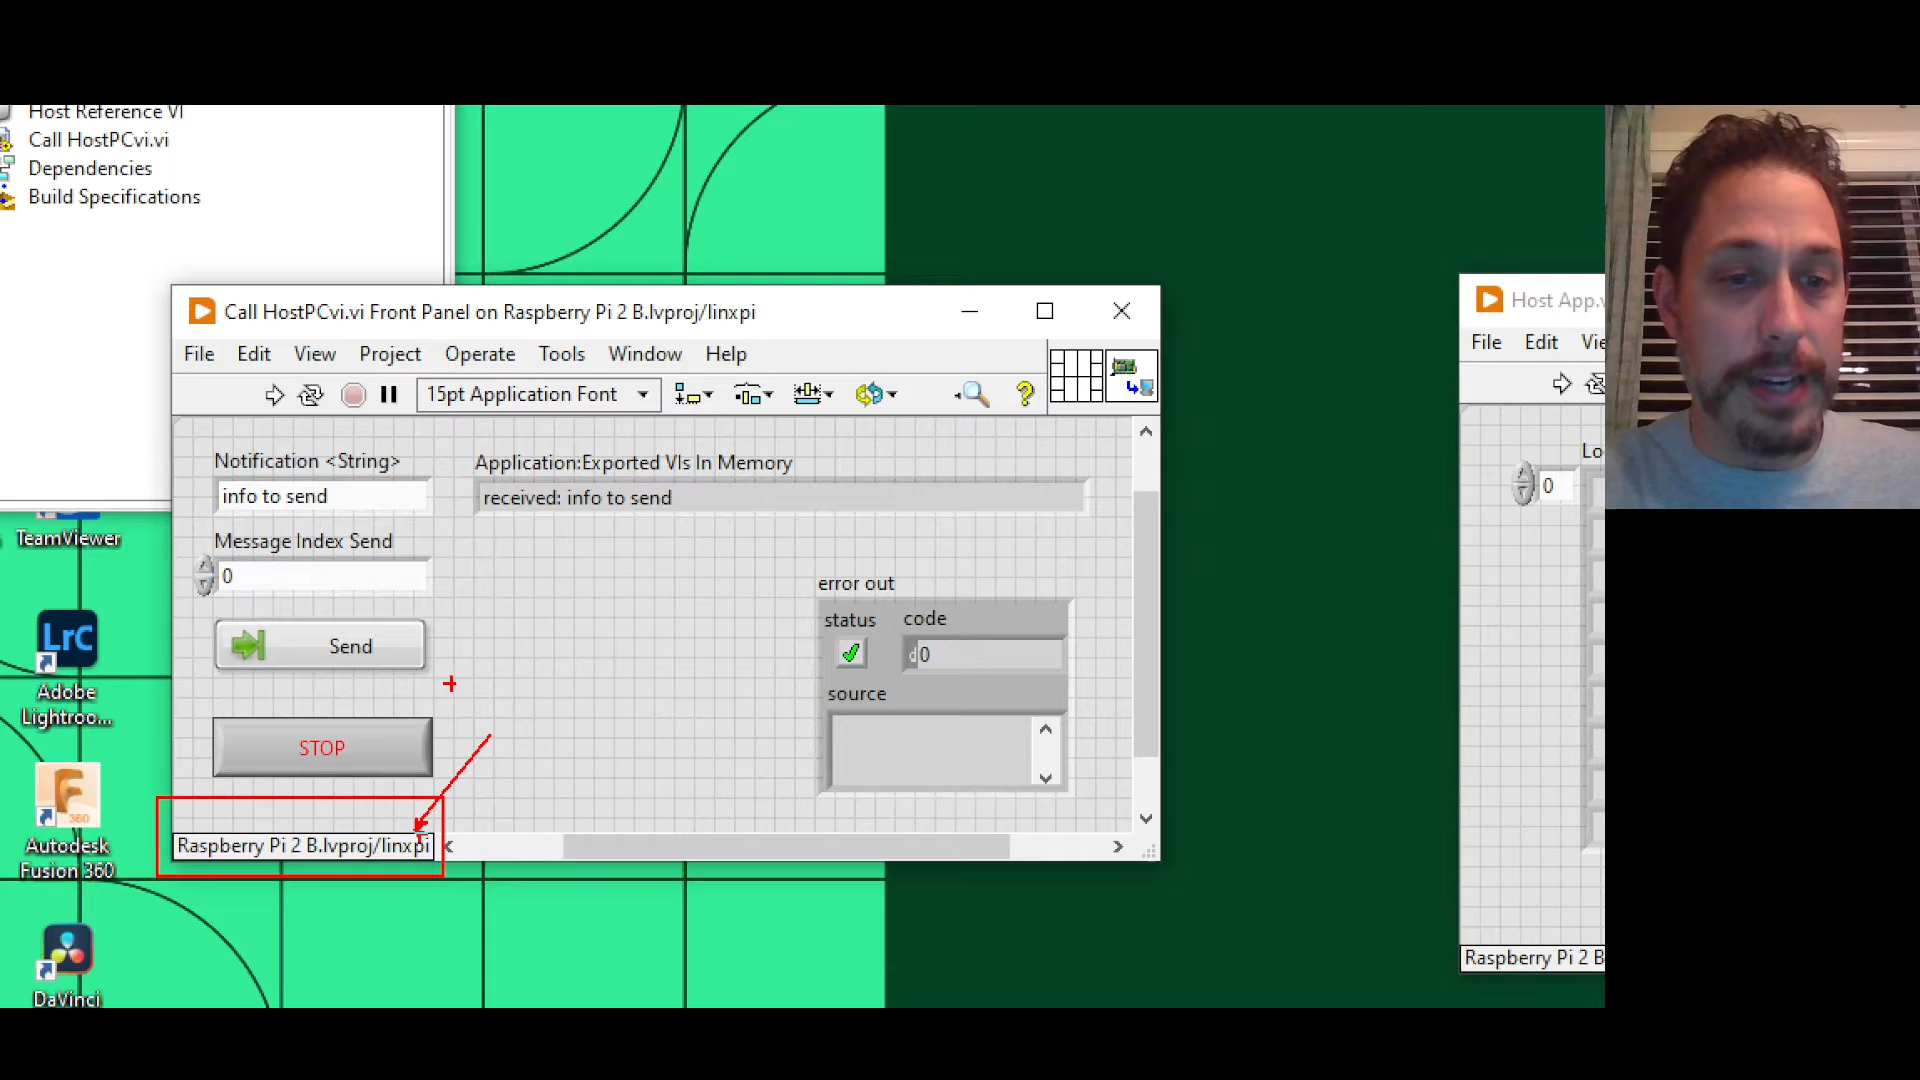 Host Reference VI
Call HostPCvi.vi
Dependencies
Build Specifications
Call HostPCvi.vi Front Panel on Raspberry Pi 2 B.lvproj/linxpi
File Edit View Project Operate Tools Window Help
15pt Application Font
Notification <String>
info to send
Application:Exported VIs In Memory
received: info to send
Message Index Send
0
Send
STOP
error out
status code
d0
source
Raspberry Pi 2 B.lvproj/linxpi
Host App.
File Edit
0
Raspberry Pi 2 B
TeamViewer
LrC
Adobe
Lightroo...
360
Autodesk
Fusion 360
DaVinci